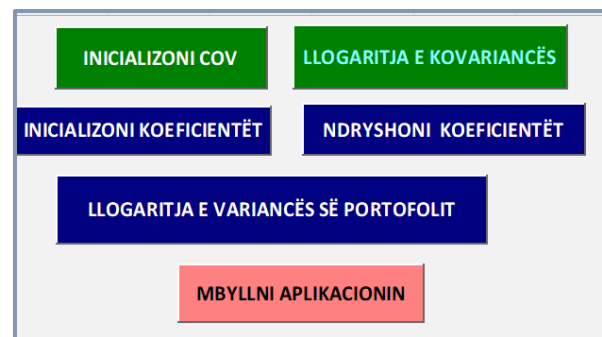 INICIALIZONI COV
LLOGARITJA E KOVARIANCËS
INICIALIZONI KOEFICIENTËT
NDRYSHONI KOEFICIENTËT
LLOGARITJA E VARIANCËS SË PORTOFOLIT
MBYLLNI APLIKACIONIN